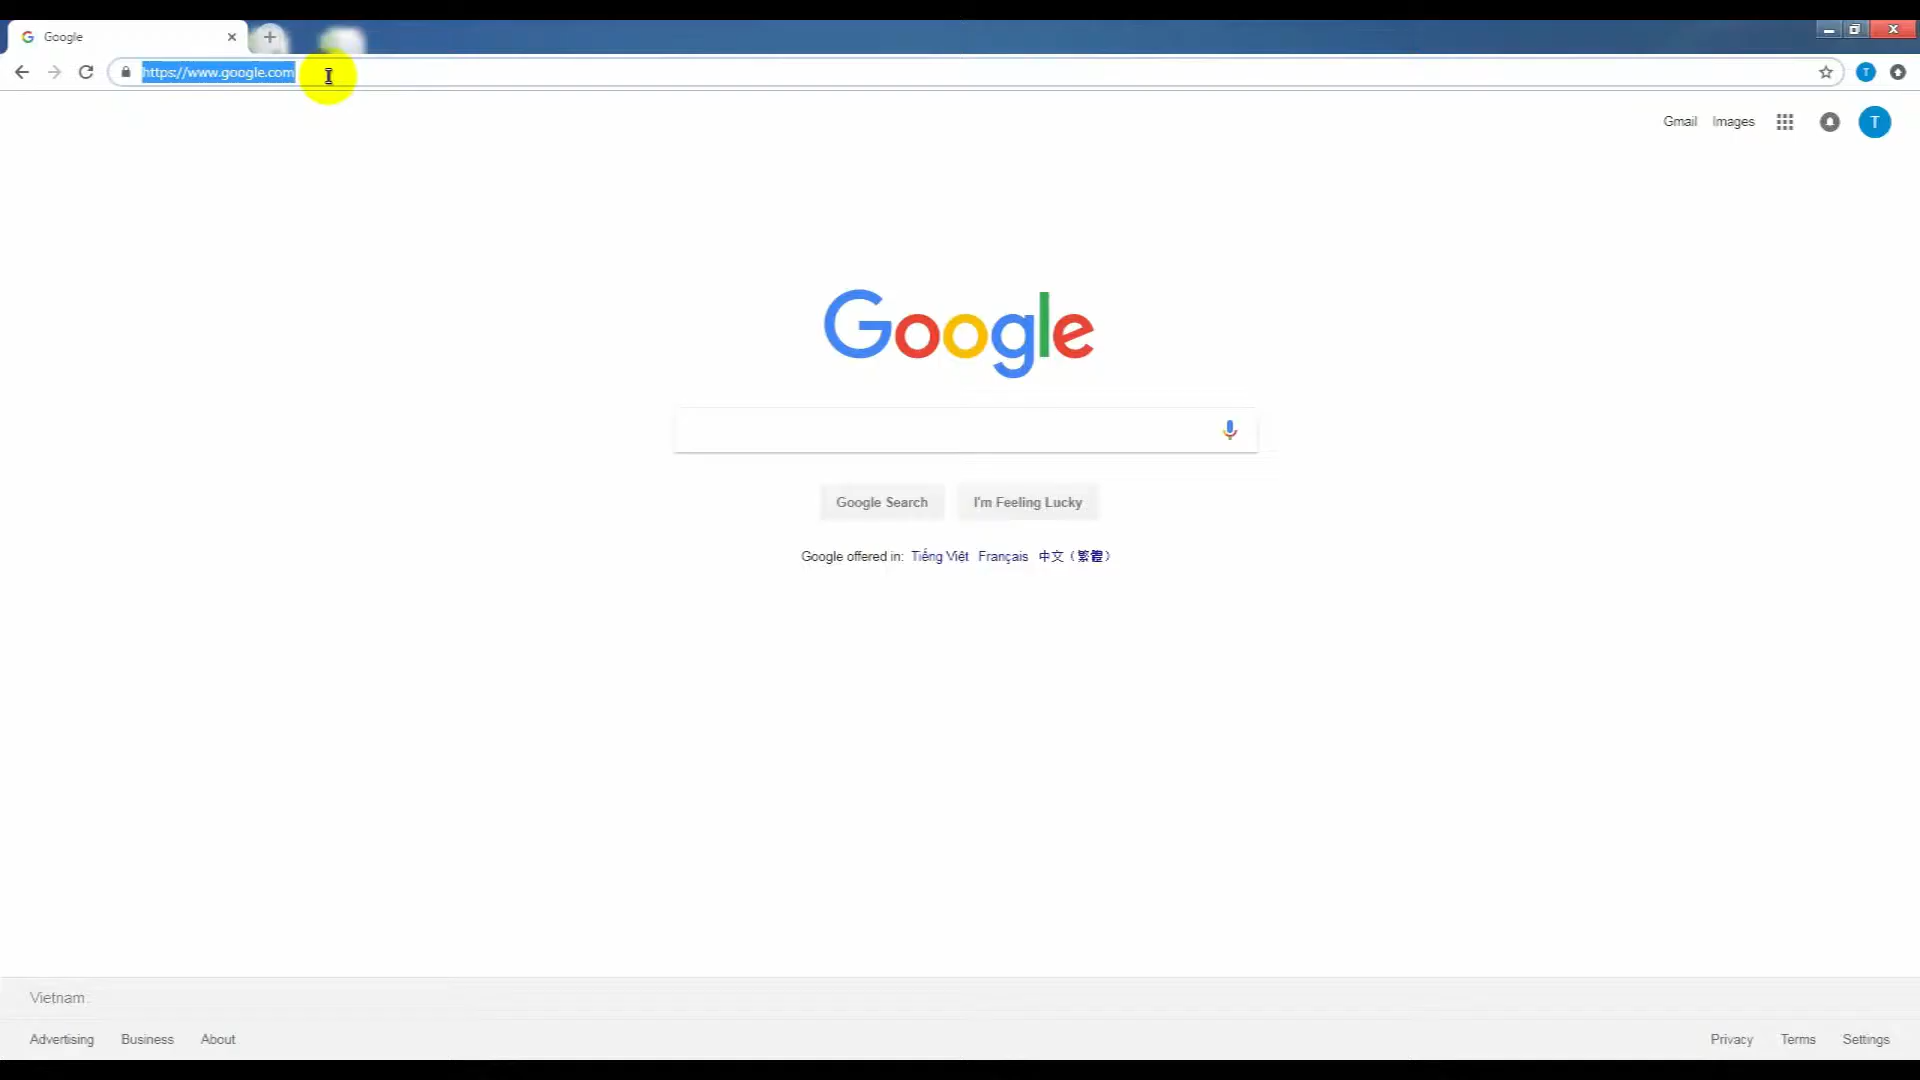 Google
https://www.google.com
T
Gmail Images T
Google
Google Search I'm Feeling Lucky
Google offered in: Tiếng Việt Français 中文（繁體）
Vietnam
Advertising Business About Privacy Terms Settings